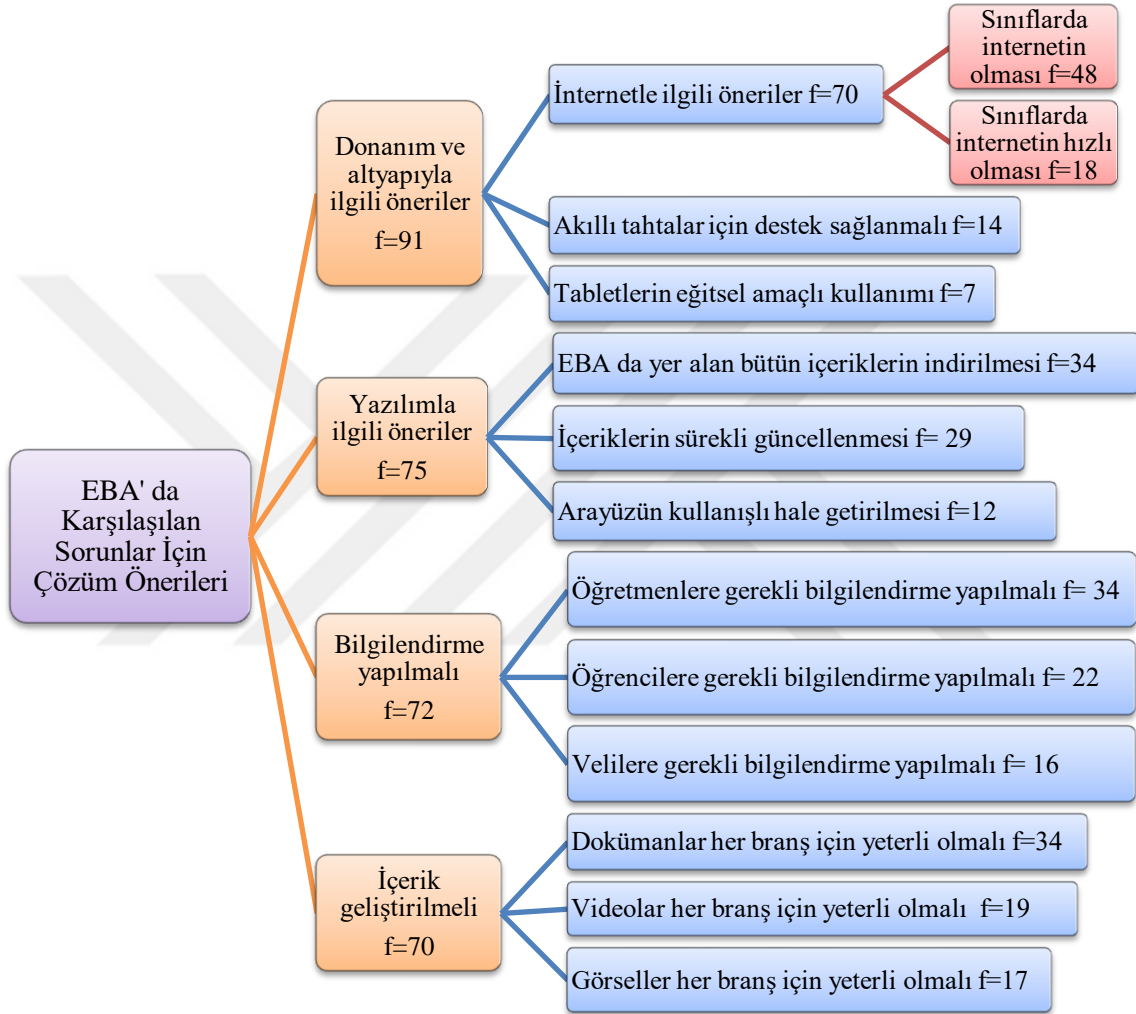 EBA' da
Karşılaşılan
Sorunlar İçin
Çözüm Önerileri
Donanım ve
altyapıyla
ilgili öneriler
f=91
İnternetle ilgili öneriler f=70
Sınıflarda
internetin
olması f=48
Sınıflarda
internetin hızlı
olması f=18
Akıllı tahtalar için destek sağlanmalı f=14
Tabletlerin eğitsel amaçlı kullanımı f=7
Yazılımla
ilgili öneriler
f=75
EBA da yer alan bütün içeriklerin indirilmesi f=34
İçeriklerin sürekli güncellenmesi f= 29
Arayüzün kullanışlı hale getirilmesi f=12
Bilgilendirme
yapılmalı
f=72
Öğretmenlere gerekli bilgilendirme yapılmalı f= 34
Öğrencilere gerekli bilgilendirme yapılmalı f= 22
Velilere gerekli bilgilendirme yapılmalı f= 16
İçerik
geliştirilmeli
f=70
Dokümanlar her branş için yeterli olmalı f=34
Videolar her branş için yeterli olmalı f=19
Görseller her branş için yeterli olmalı f=17